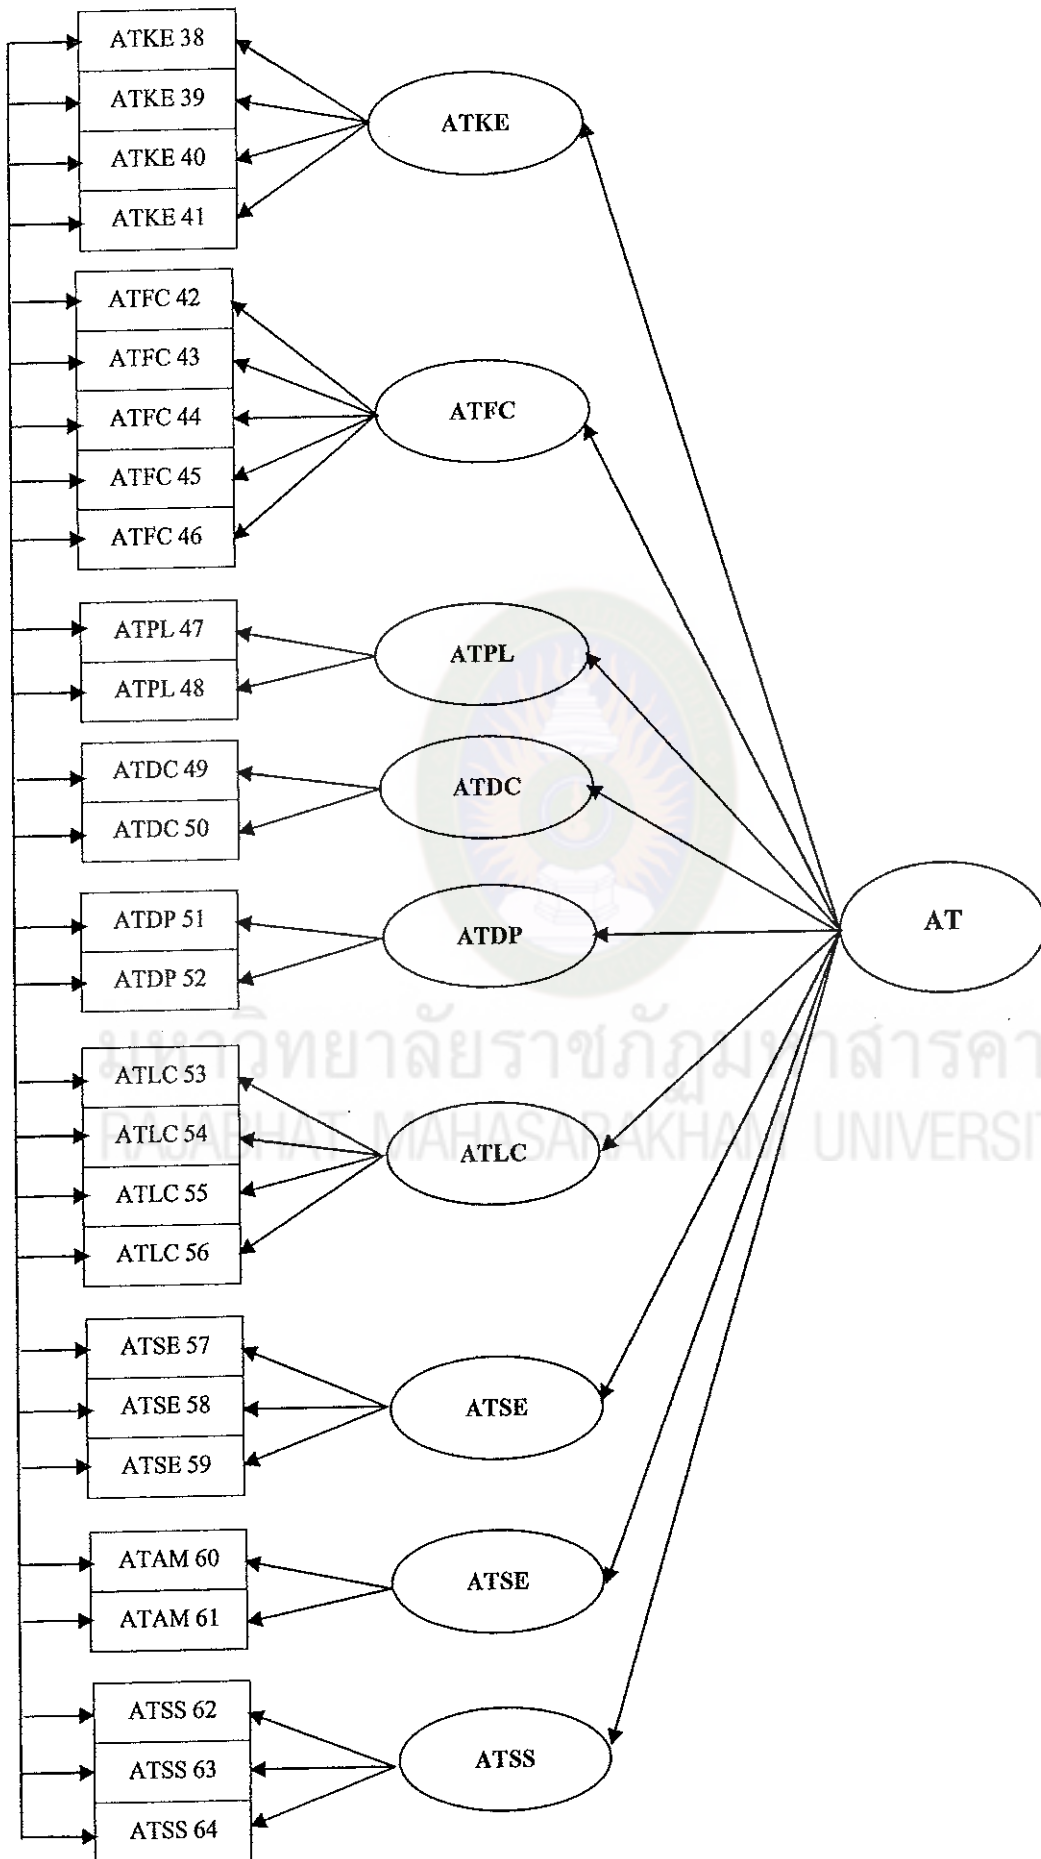 ATKE 38
ATKE 39
ATKE 40
ATKE 41
ATKE
ATFC 42
ATFC 43
ATFC 44
ATFC 45
ATFC 46
ATFC
ATPL 47
ATPL 48
ATPL
ATDC 49
ATDC 50
ATDC
ATDP 51
ATDP 52
ATDP
AT
มหาวิทยาลัยราชภัฏมหาสารคา
RAJABHAT MAHASARAKHAM UNIVERSIT
ATLC 53
ATLC 54
ATLC 55
ATLC 56
ATLC
ATSE 57
ATSE 58
ATSE 59
ATSE
ATAM 60
ATAM 61
ATSE
ATSS 62
ATSS 63
ATSS 64
ATSS